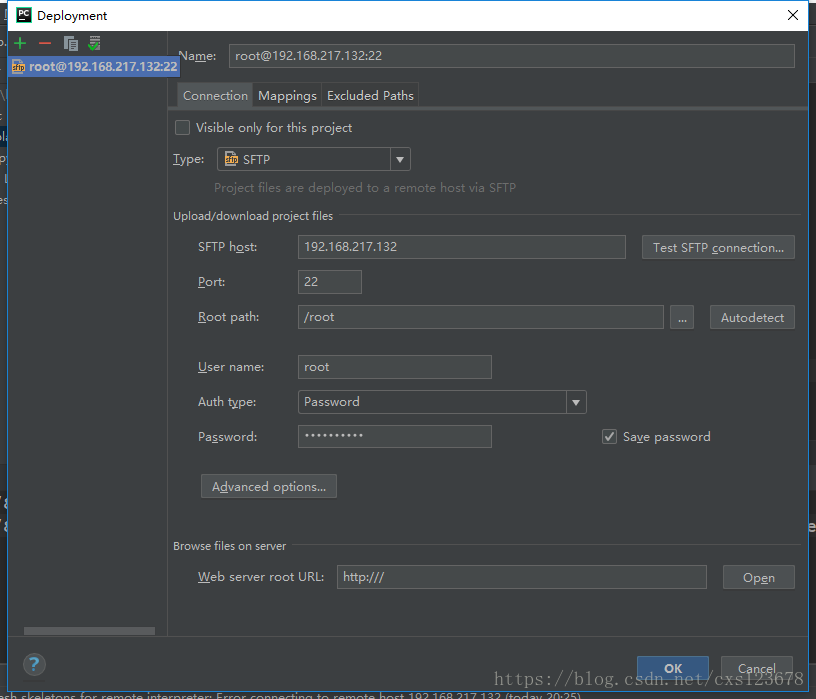 PC Deployment
root@192.168.217.132:22
Name: root@192.168.217.132:22
Connection Mappings Excluded Paths
Visible only for this project
Type: SFTP
Project files are deployed to a remote host via SFTP
Upload/download project files
SFTP host: 192.168.217.132 Test SFTP connection...
Port: 22
Root path: /root ... Autodetect
User name: root
Auth type: Password
Password: •••••••••• Save password
Advanced options...
Browse files on server
Web server root URL: http:/// Open
? OK Cancel
https://blog.csdn.net/cxs123678
esh skeletons for remote interpreter: Error connecting to remote host 192.168.217.132 (today 20:25)